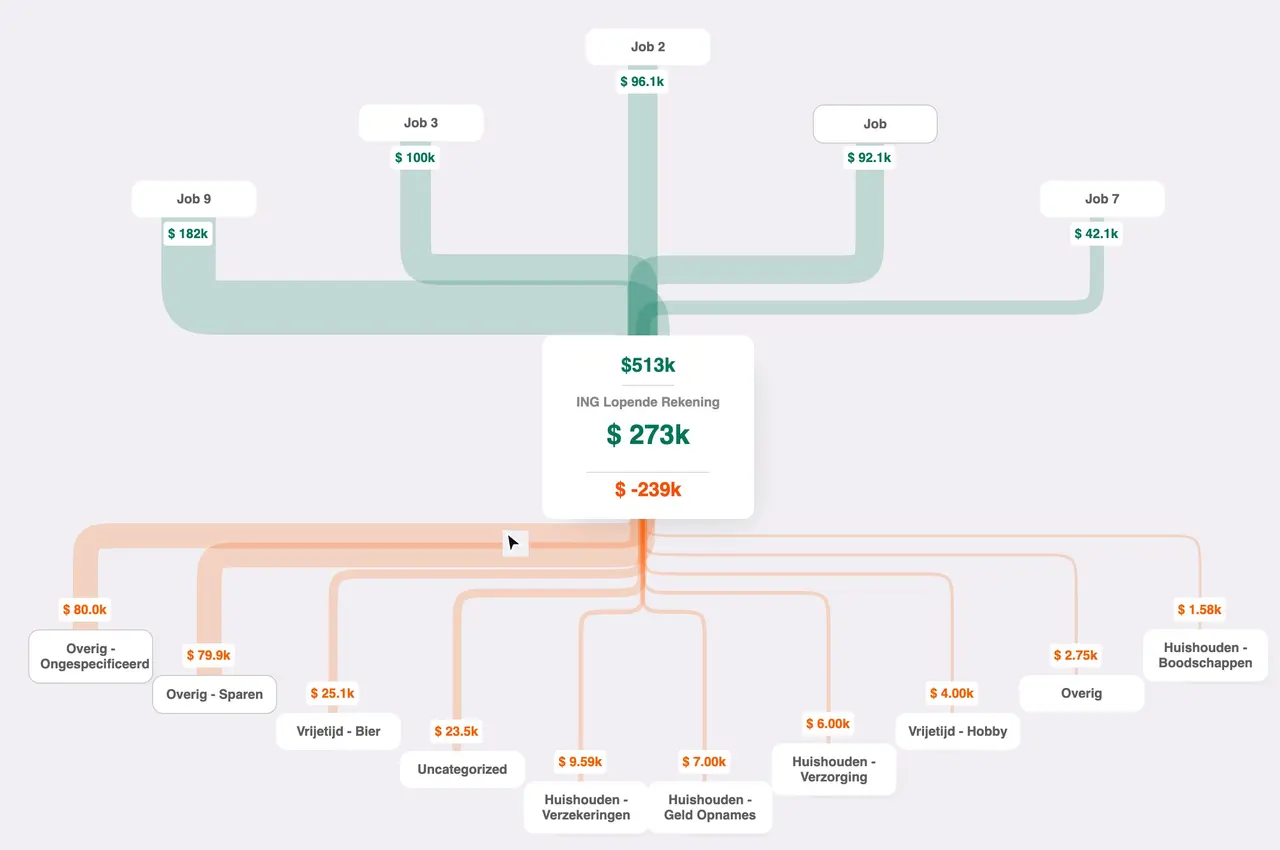 Job 2
$ 96.1k
Job 3
$ 100k
Job
$ 92.1k
Job 9
$ 182k
Job 7
$ 42.1k
$513k
ING Lopende Rekening
$ 273k
$ -239k
$ 80.0k
Overig -
Ongespecificeerd
$ 79.9k
Overig - Sparen
$ 25.1k
Vrijetijd - Bier
$ 23.5k
Uncategorized
$ 9.59k
Huishouden -
Verzekeringen
$ 7.00k
Huishouden -
Geld Opnames
$ 6.00k
Huishouden -
Verzorging
$ 4.00k
Vrijetijd - Hobby
$ 2.75k
Overig
$ 1.58k
Huishouden -
Boodschappen